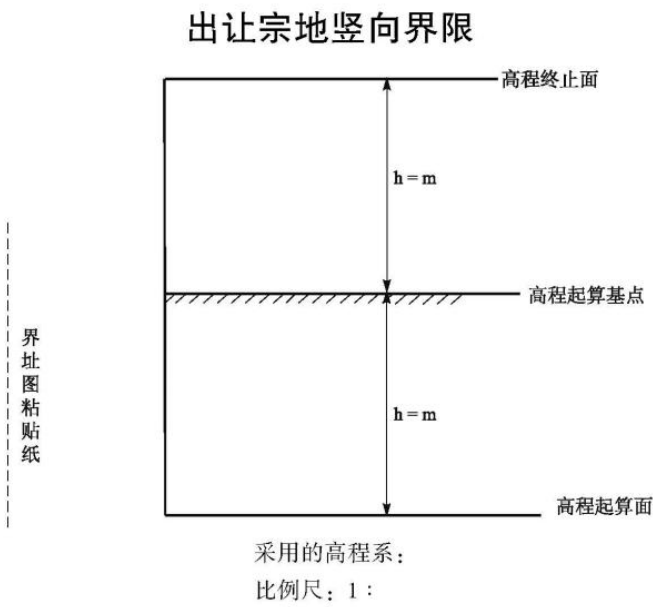 出让宗地竖向界限
高程终止面
h=m
高程起算基点
界址图粘贴纸
h=m
高程起算面
采用的高程系:
比例尺: 1: